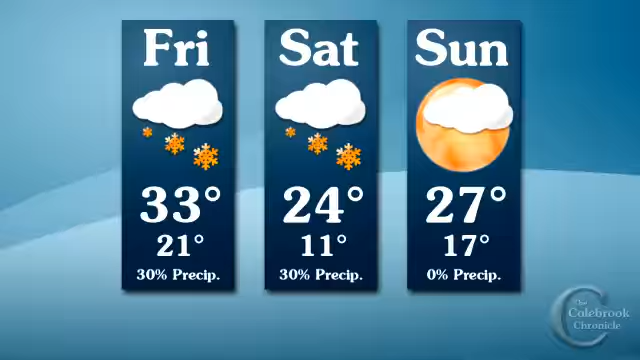 Fri
33°
21°
30% Precip.
Sat
24°
11°
30% Precip.
Sun
27°
17°
0% Precip.
The
Colebrook
Chronicle